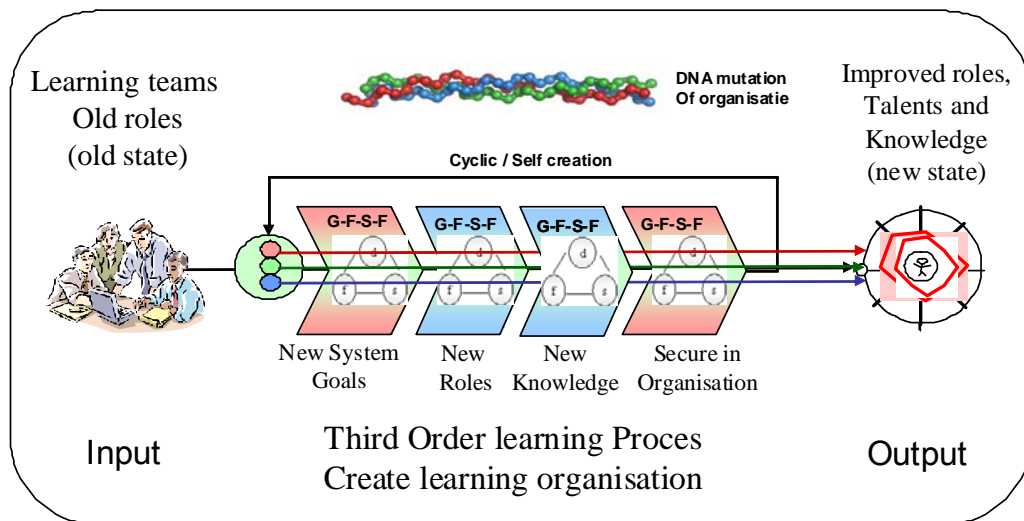 Learning teams
Old roles
(old state)
DNA mutation
Of organisatie
Improved roles,
Talents and
Knowledge
(new state)
Cyclic / Self creation
G-F-S-F
G-F-S-F
G-F-S-F
G-F-S-F
d
d
d
d
f
s
f
s
f
s
f
s
New System
Goals
New
Roles
New
Knowledge
Secure in
Organisation
Input
Third Order learning Proces
Create learning organisation
Output